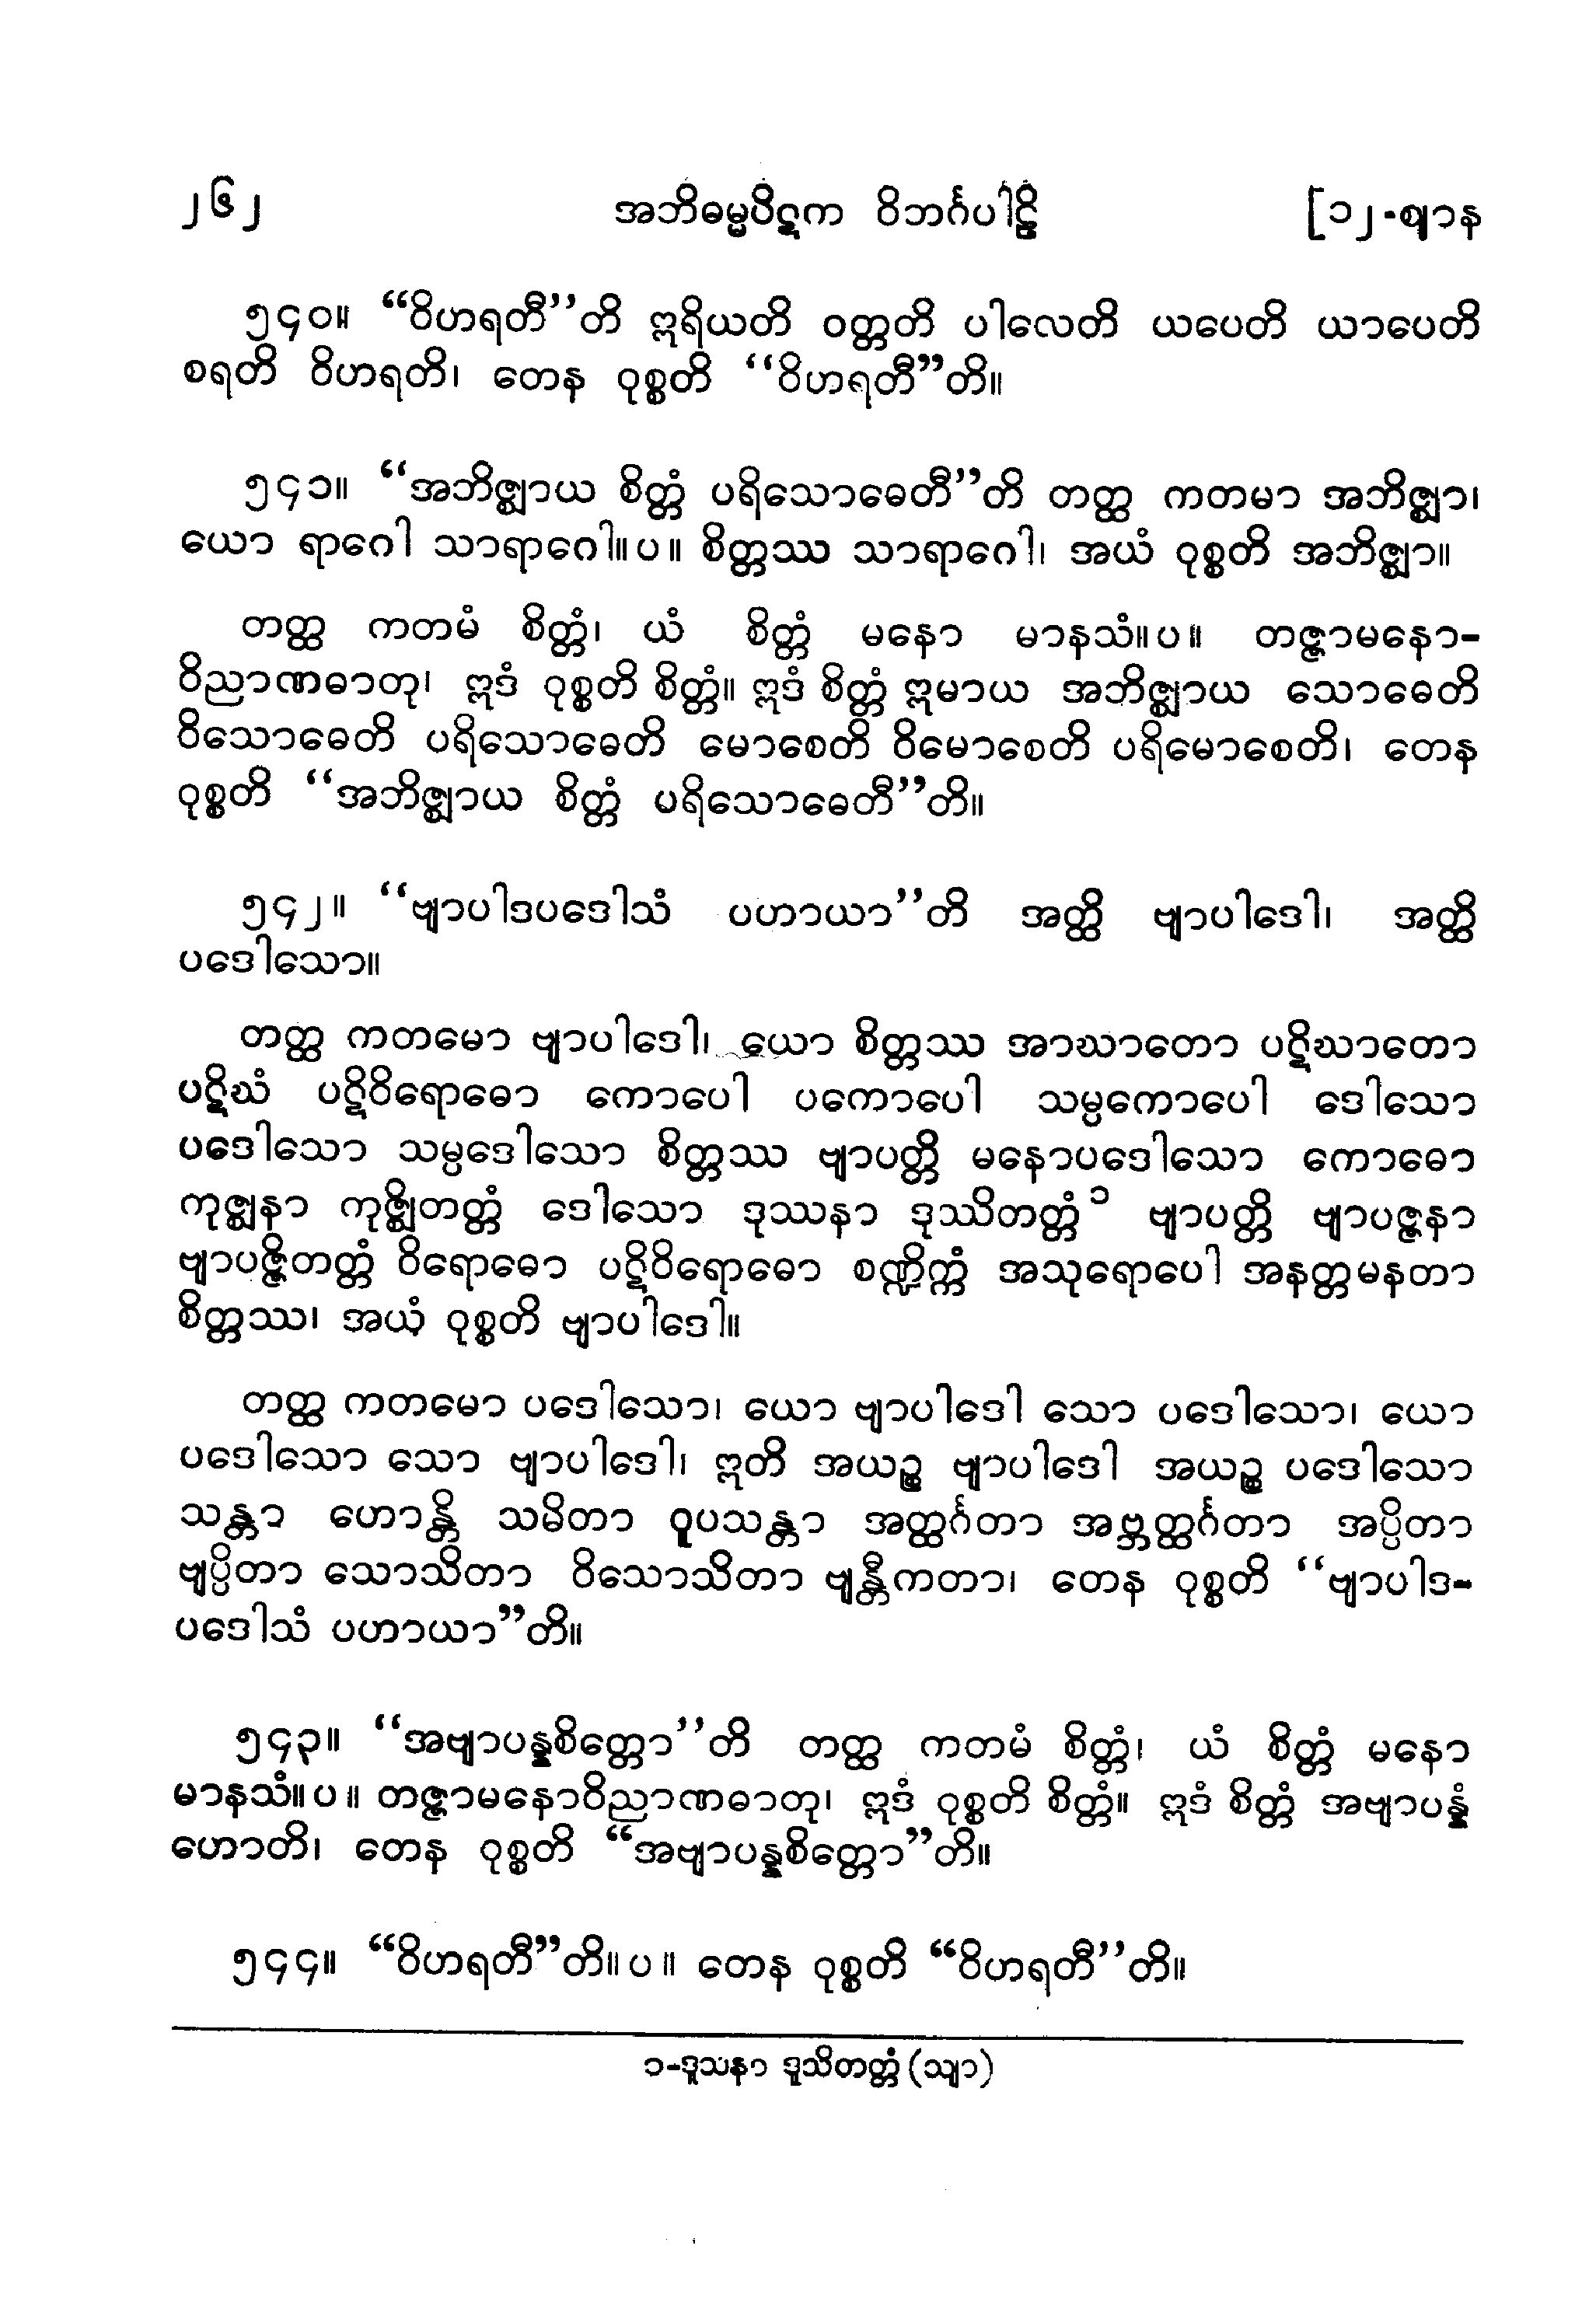 ၂၆၂ အဘိဓမ္မပိဋက ဝိဘင်္ဂပါဠိ [၁၂-ဈာန
၅၄၀။ “ဝိဟရတီ”တိ ဣရိယတိ ဝတ္တတိ ပါလေတိ ယပေတိ ယာပေတိ
စရတိ ဝိဟရတိ၊ တေန ဝုစ္စတိ “ဝိဟရတီ”တိ။
၅၄၁။ “အဘိဇ္ဈာယ စိတ္တံ ပရိသောဓေတီ”တိ တတ္ထ ကတမာ အဘိဇ္ဈာ၊
ယော ရာဂေါ သာရာဂေါ။ပ။ စိတ္တဿ သာရာဂေါ၊ အယံ ဝုစ္စတိ အဘိဇ္ဈာ။
တတ္ထ ကတမံ စိတ္တံ၊ ယံ စိတ္တံ မနော မာနသံ။ပ။ တဇ္ဇာမနော-
ဝိညာဏဓာတု၊ ဣဒံ ဝုစ္စတိ စိတ္တံ။ ဣဒံ စိတ္တံ ဣမာယ အဘိဇ္ဈာယ သောဓေတိ
ဝိသောဓေတိ ပရိသောဓေတိ မောစေတိ ဝိမောစေတိ ပရိမောစေတိ၊ တေန
ဝုစ္စတိ “အဘိဇ္ဈာယ စိတ္တံ ပရိသောဓေတီ”တိ။
၅၄၂။ “ဗျာပါဒပဒေါသံ ပဟာယာ”တိ အတ္ထိ ဗျာပါဒေါ၊ အတ္ထိ
ပဒေါသော။
တတ္ထ ကတမော ဗျာပါဒေါ၊ ယော စိတ္တဿ အာဃာတော ပဋိဃာတော
ပဋိဃံ ပဋိဝိရောဓော ကောပေါ ပကောပေါ သမ္ပကောပေါ ဒေါသော
ပဒေါသော သမ္ပဒေါသော စိတ္တဿ ဗျာပတ္တိ မနောပဒေါသော ကောဓော
ကုဇ္ဈနာ ကုဇ္ဈိတတ္တံ ဒေါသော ဒုဿနာ ဒုဿိတတ္တံ၁ ဗျာပတ္တိ ဗျာပဇ္ဇနာ
ဗျာပဇ္ဇိတတ္တံ ဝိရောဓော ပဋိဝိရောဓော စဏ္ဍိက္ကံ အသုရောပေါ အနတ္တမနတာ
စိတ္တဿ၊ အယံ ဝုစ္စတိ ဗျာပါဒေါ။
တတ္ထ ကတမော ပဒေါသော၊ ယော ဗျာပါဒေါ သော ပဒေါသော၊ ယော
ပဒေါသော သော ဗျာပါဒေါ၊ ဣတိ အယဉ္စ ဗျာပါဒေါ အယဉ္စ ပဒေါသော
သန္တာ ဟောန္တိ သမိတာ ဝူပသန္တာ အတ္ထင်္ဂတာ အဗ္ဘတ္ထင်္ဂတာ အပ္ပိတာ
ဗျပ္ပိတာ သောသိတာ ဝိသောသိတာ ဗျန္တီကတာ၊ တေန ဝုစ္စတိ “ဗျာပါဒ-
ပဒေါသံ ပဟာယာ”တိ။
၅၄၃။ “အဗျာပန္နစိတ္တော”တိ တတ္ထ ကတမံ စိတ္တံ၊ ယံ စိတ္တံ မနော
မာနသံ။ပ။ တဇ္ဇာမနောဝိညာဏဓာတု၊ ဣဒံ ဝုစ္စတိ စိတ္တံ။ ဣဒံ စိတ္တံ အဗျာပန္နံ
ဟောတိ၊ တေန ဝုစ္စတိ “အဗျာပန္နစိတ္တော”တိ။
၅၄၄။ “ဝိဟရတီ”တိ။ပ။ တေန ဝုစ္စတိ “ဝိဟရတီ”တိ။
၁-ဒူသနာ ဒူသိတတ္တံ (သျာ)